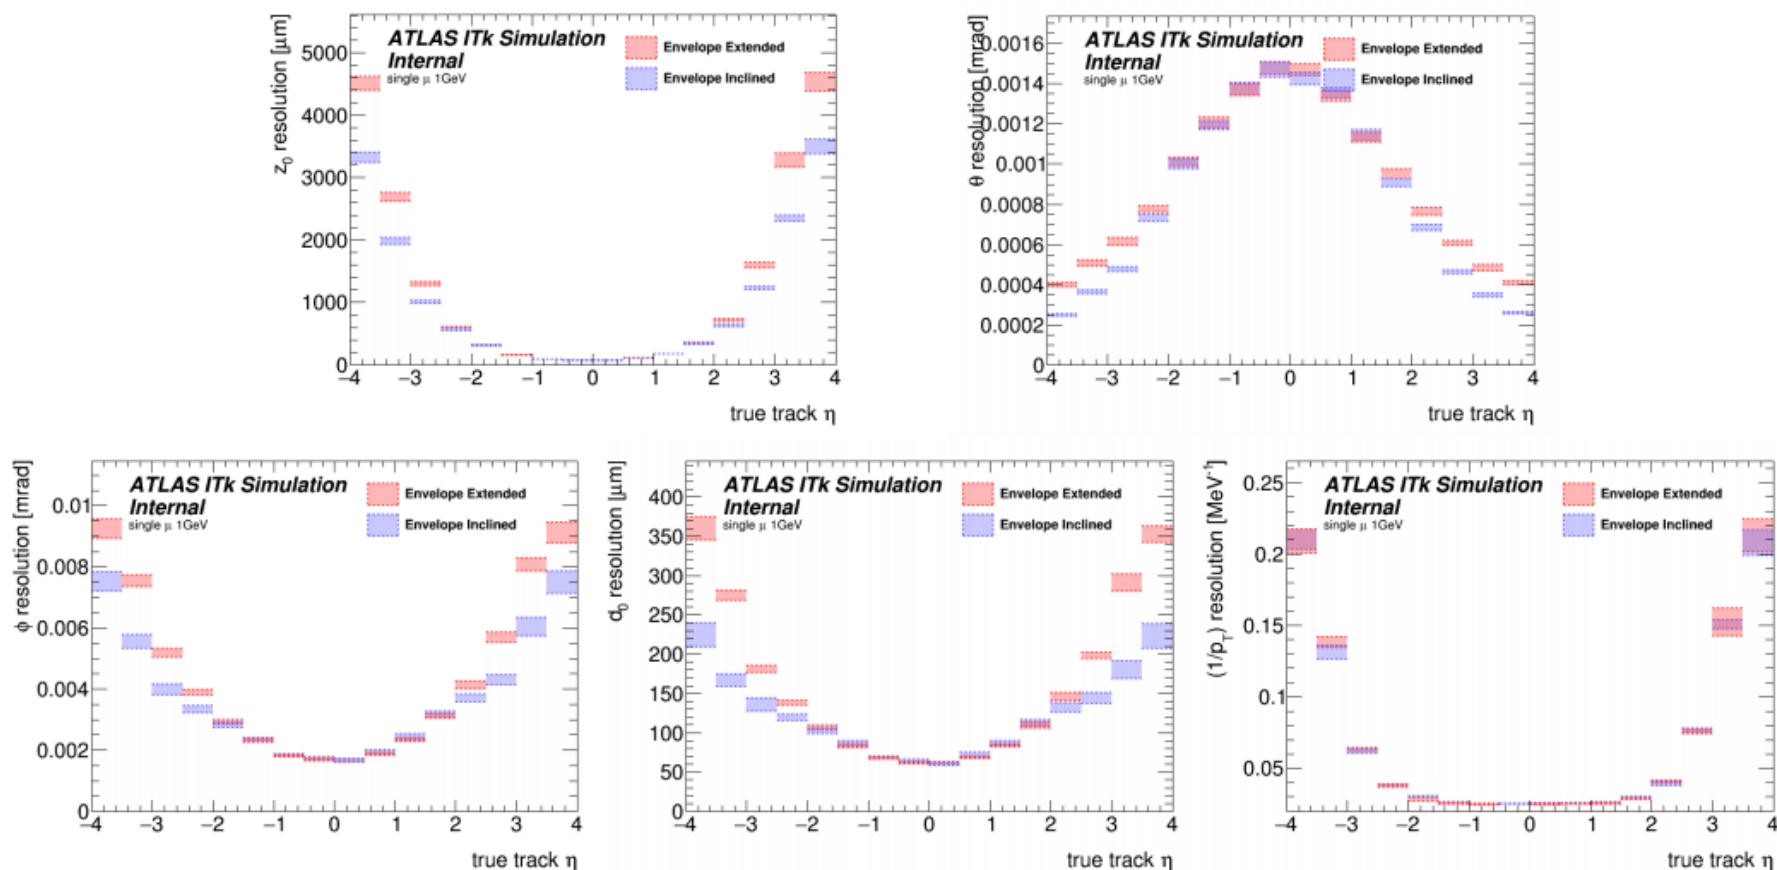 z₀ resolution [μm]
5000
4000
3000
2000
1000
0
ATLAS ITk Simulation
Internal
single μ 1GeV
Envelope Extended
Envelope Inclined
−4 −3 −2 −1 0 1 2 3 4
true track η
θ resolution [mrad]
0.0016
0.0014
0.0012
0.001
0.0008
0.0006
0.0004
0.0002
0
ATLAS ITk Simulation
Internal
single μ 1GeV
Envelope Extended
Envelope Inclined
−4 −3 −2 −1 0 1 2 3 4
true track η
ϕ resolution [mrad]
0.01
0.008
0.006
0.004
0.002
0
ATLAS ITk Simulation
Internal
single μ 1GeV
Envelope Extended
Envelope Inclined
−4 −3 −2 −1 0 1 2 3 4
true track η
d₀ resolution [μm]
400
350
300
250
200
150
100
50
0
ATLAS ITk Simulation
Internal
single μ 1GeV
Envelope Extended
Envelope Inclined
−4 −3 −2 −1 0 1 2 3 4
true track η
(1/p_T) resolution [MeV⁻¹]
0.25
0.2
0.15
0.1
0.05
ATLAS ITk Simulation
Internal
single μ 1GeV
Envelope Extended
Envelope Inclined
−4 −3 −2 −1 0 1 2 3 4
true track η